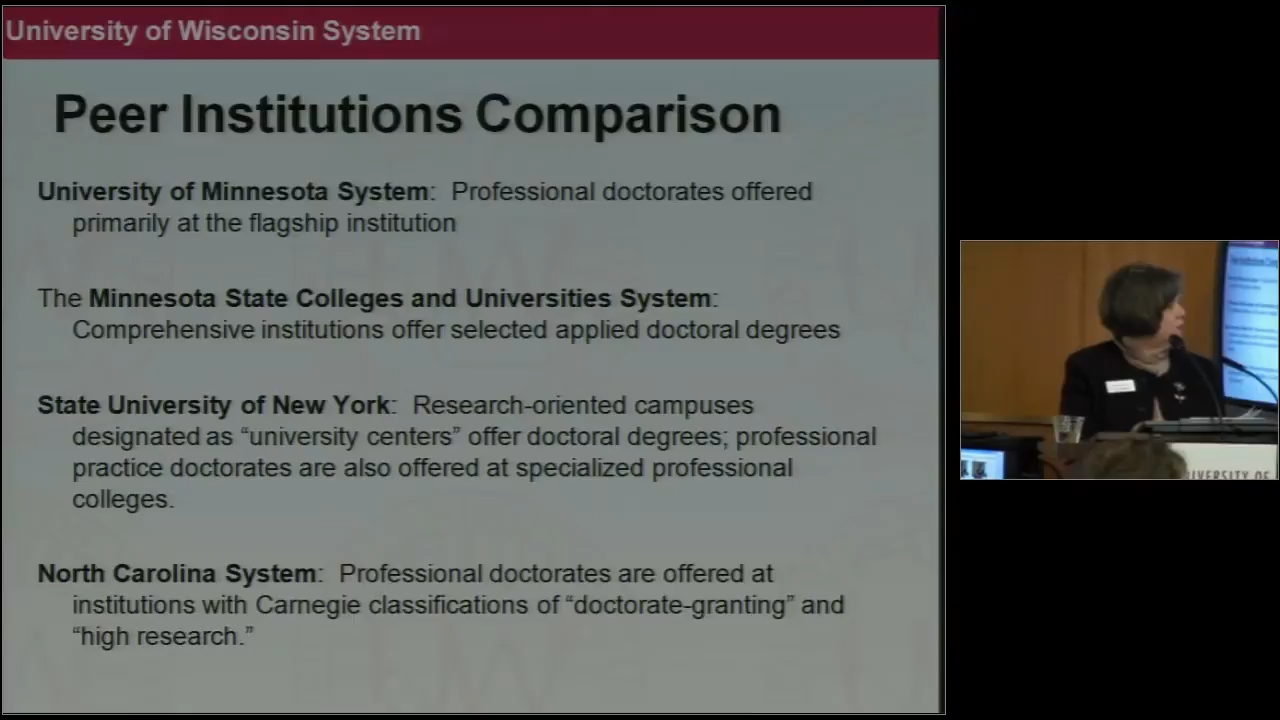 University of Wisconsin System
Peer Institutions Comparison
University of Minnesota System: Professional doctorates offered
primarily at the flagship institution
The Minnesota State Colleges and Universities System:
Comprehensive institutions offer selected applied doctoral degrees
State University of New York: Research-oriented campuses
designated as “university centers” offer doctoral degrees; professional
practice doctorates are also offered at specialized professional
colleges.
North Carolina System: Professional doctorates are offered at
institutions with Carnegie classifications of “doctorate-granting” and
“high research.”
UNIVERSITY OF